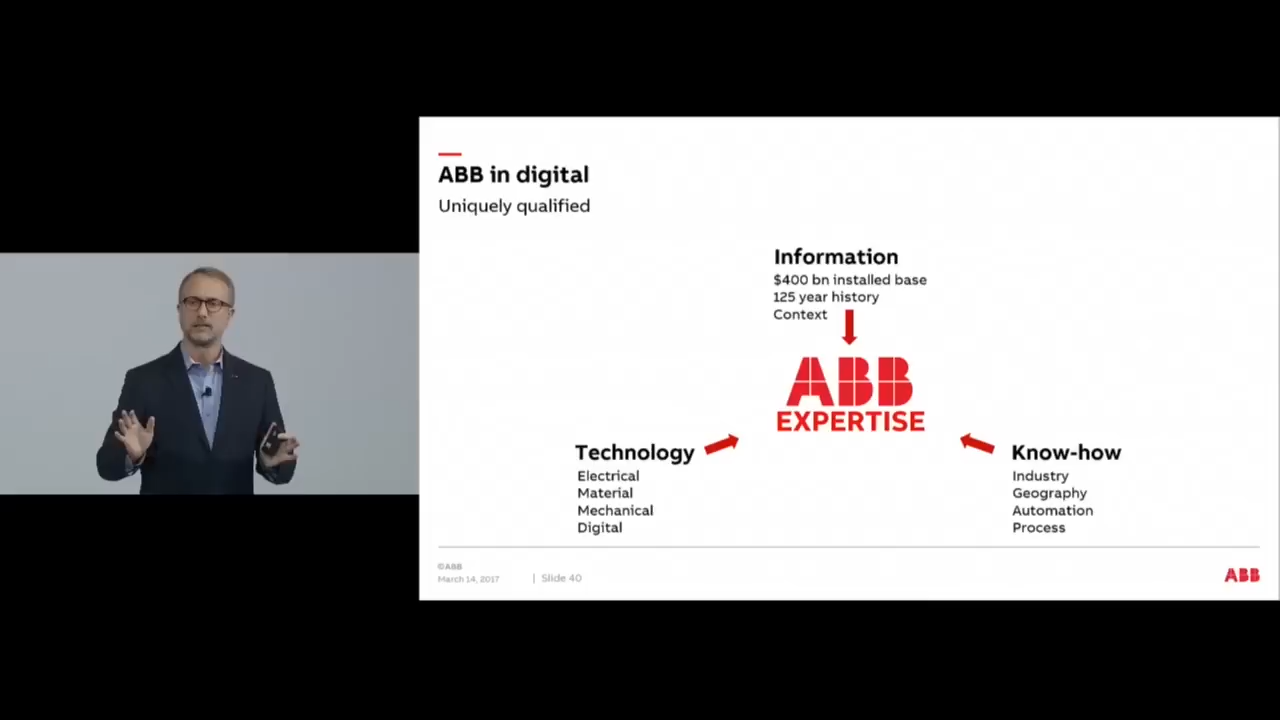 ABB in digital
Uniquely qualified
Information
$400 bn installed base
125 year history
Context
ABB
EXPERTISE
Technology
Electrical
Material
Mechanical
Digital
Know-how
Industry
Geography
Automation
Process
©ABB
March 14, 2017
| Slide 40
ABB